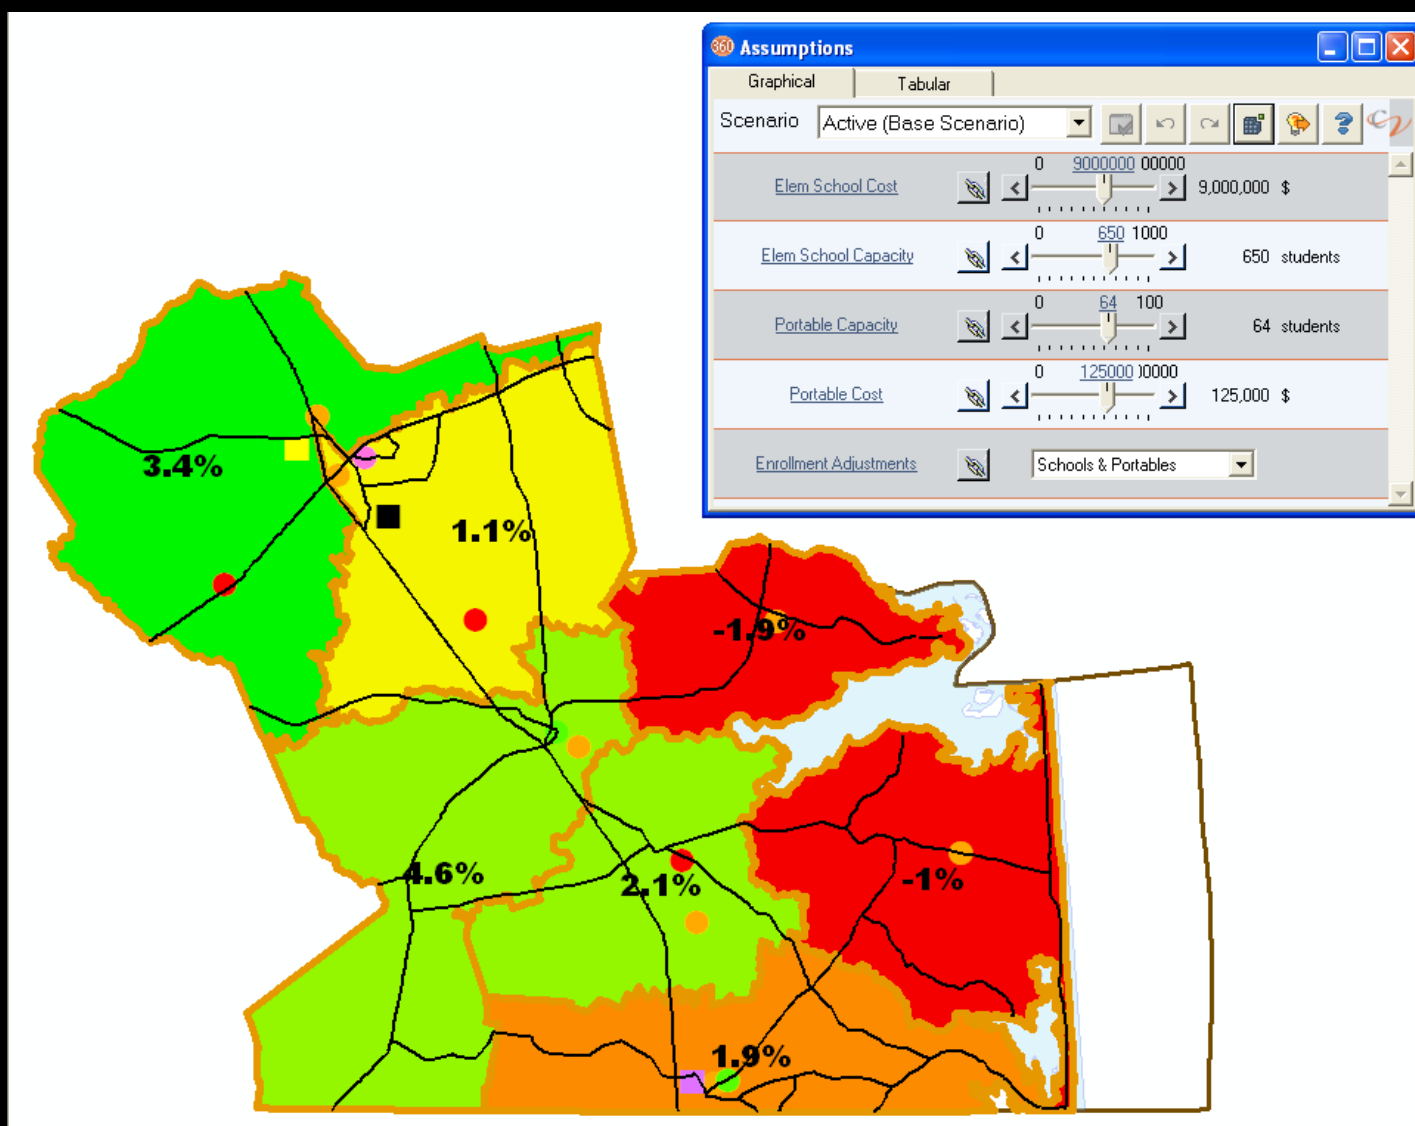 360 Assumptions
Graphical Tabular
Scenario Active (Base Scenario)
0 9000000 00000
Elem School Cost 9,000,000 $
0 650 1000
Elem School Capacity 650 students
0 64 100
Portable Capacity 64 students
0 125000 00000
Portable Cost 125,000 $
Enrollment Adjustments Schools & Portables
3.4%
1.1%
-1.9%
4.6%
2.1%
-1%
1.9%